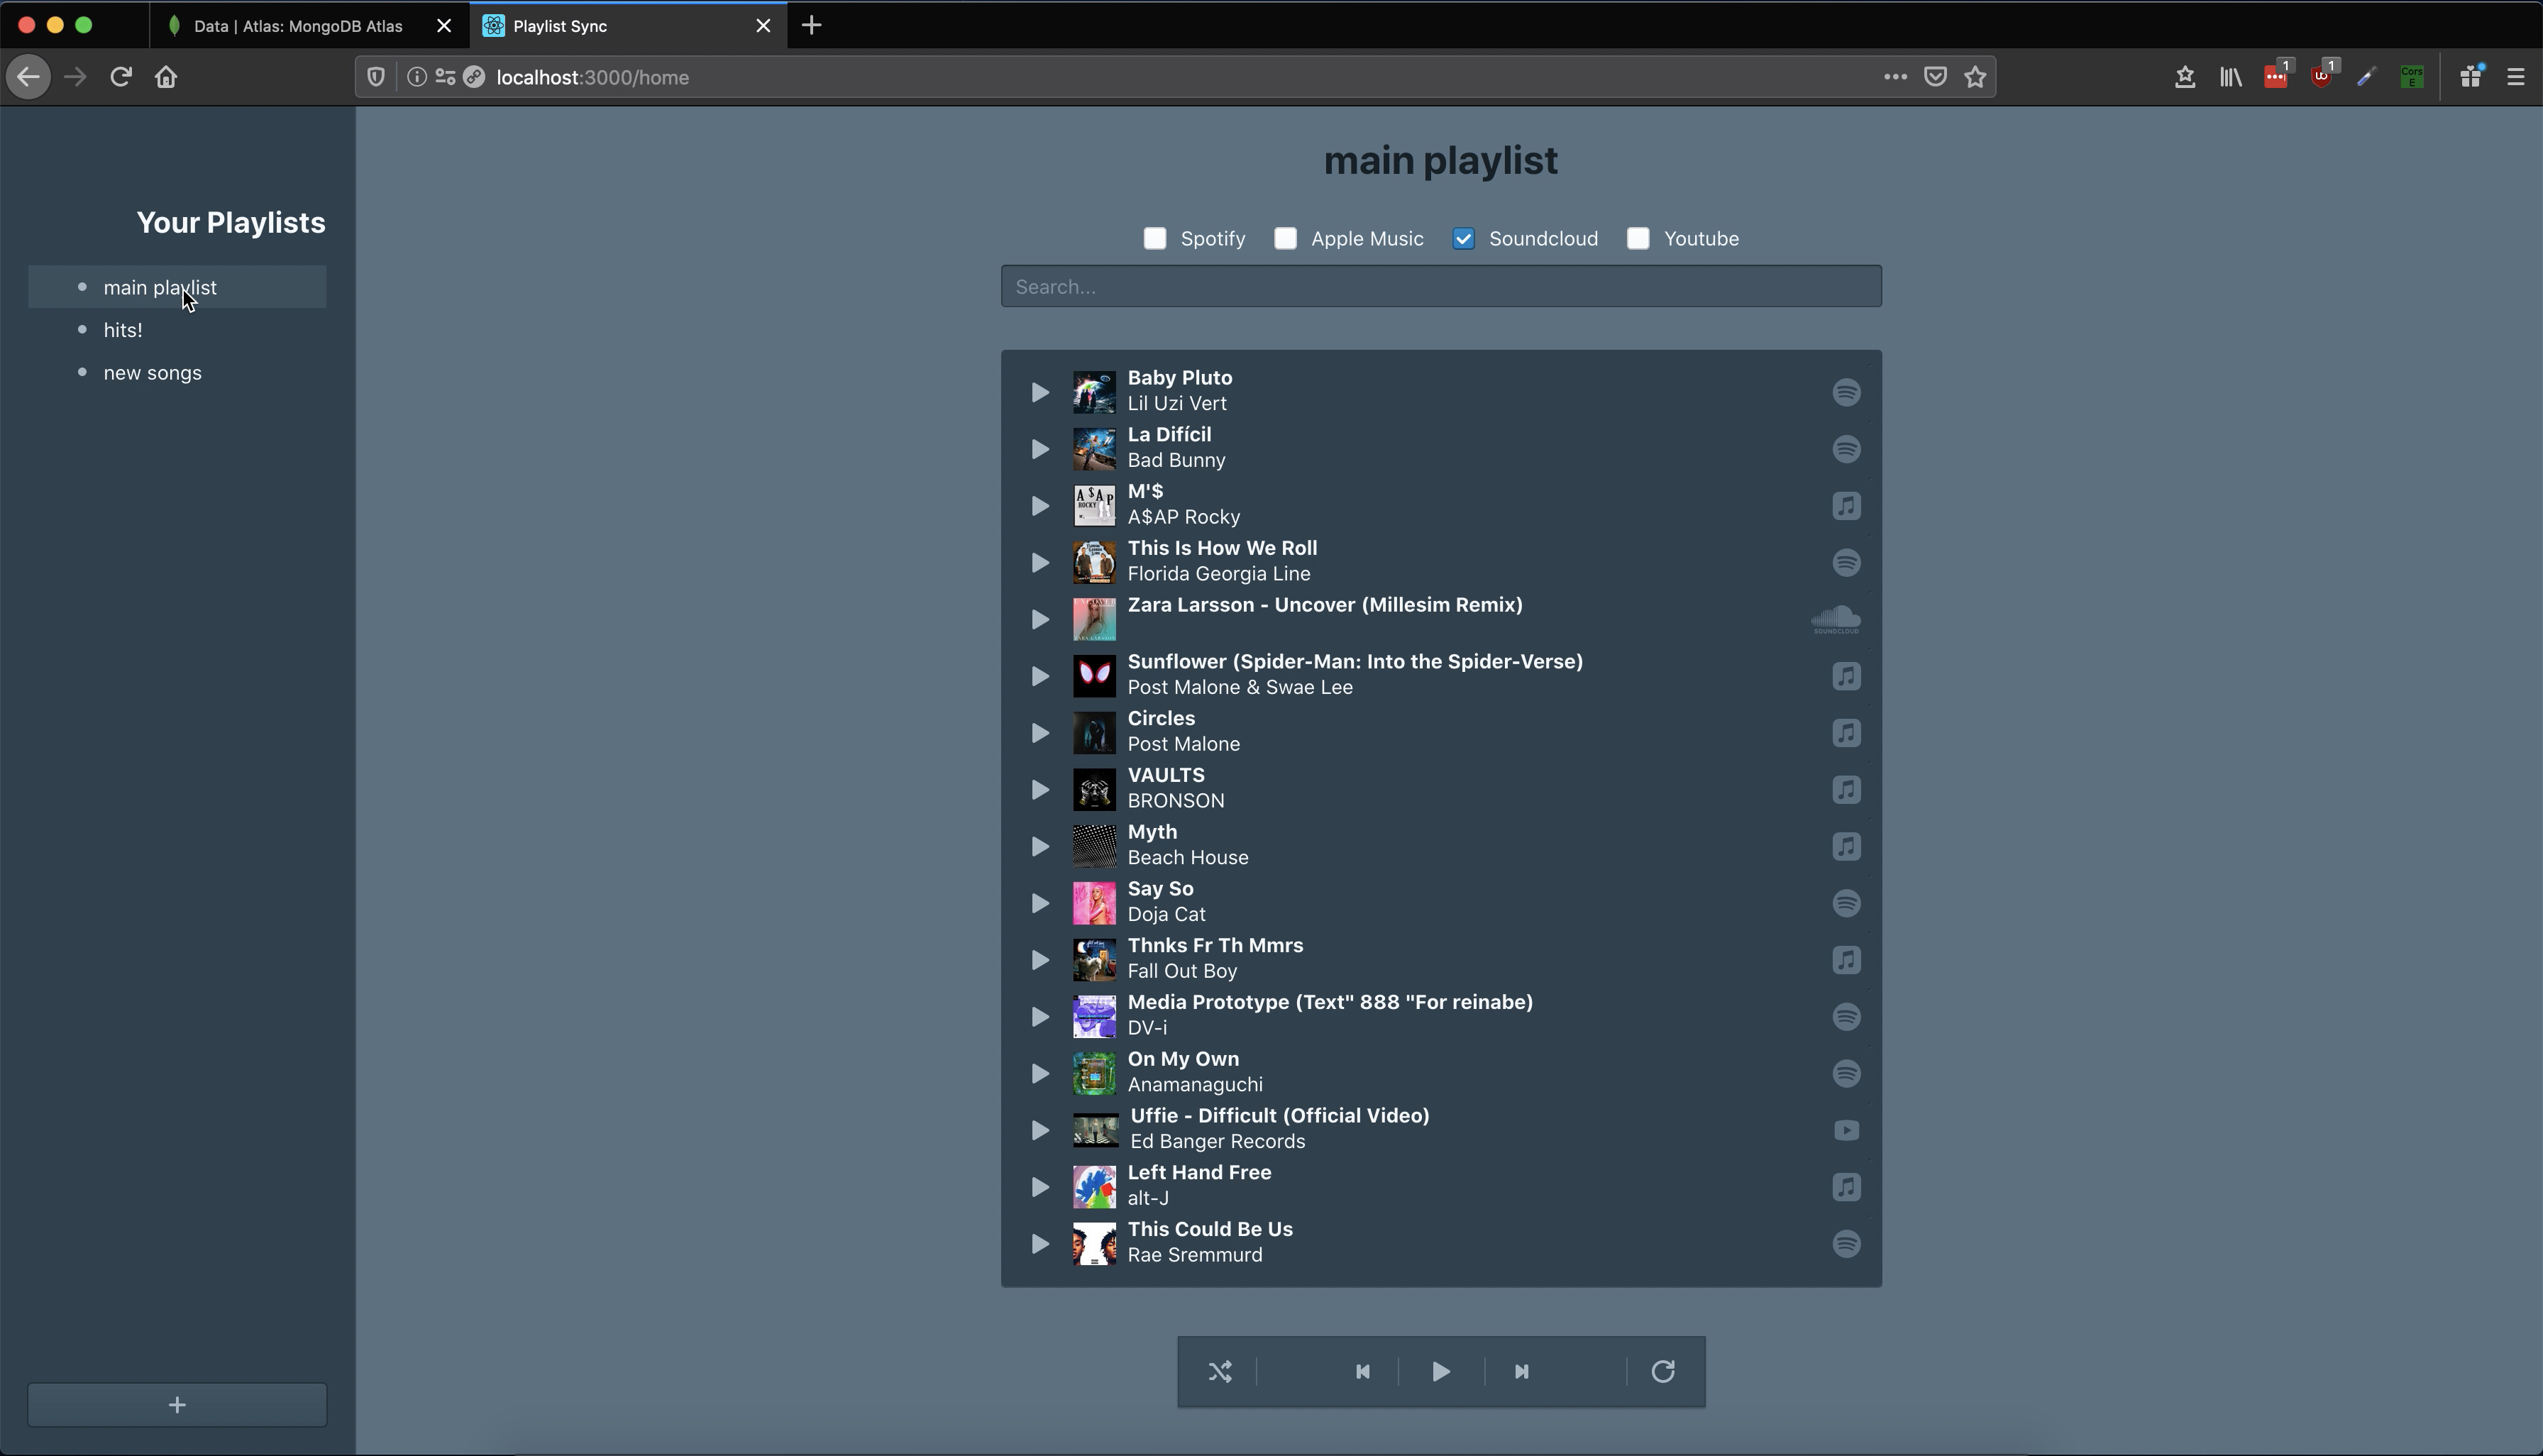 Data | Atlas: MongoDB Atlas
Playlist Sync
localhost:3000/home
1
1
Cors
E
main playlist
Your Playlists
Spotify Apple Music Soundcloud Youtube
main playlist
Search...
hits!
new songs
Baby Pluto
Lil Uzi Vert
La Difícil
Bad Bunny
M'$
A$AP Rocky
A $ A P
ROCKY
This Is How We Roll
Florida Georgia Line
Zara Larsson - Uncover (Millesim Remix)
SOUNDCLOUD
Sunflower (Spider-Man: Into the Spider-Verse)
Post Malone & Swae Lee
Circles
Post Malone
VAULTS
BRONSON
Myth
Beach House
Say So
Doja Cat
Thnks Fr Th Mmrs
Fall Out Boy
Media Prototype (Text" 888 "For reinabe)
DV-i
On My Own
Anamanaguchi
Uffie - Difficult (Official Video)
Ed Banger Records
Left Hand Free
alt-J
This Could Be Us
Rae Sremmurd